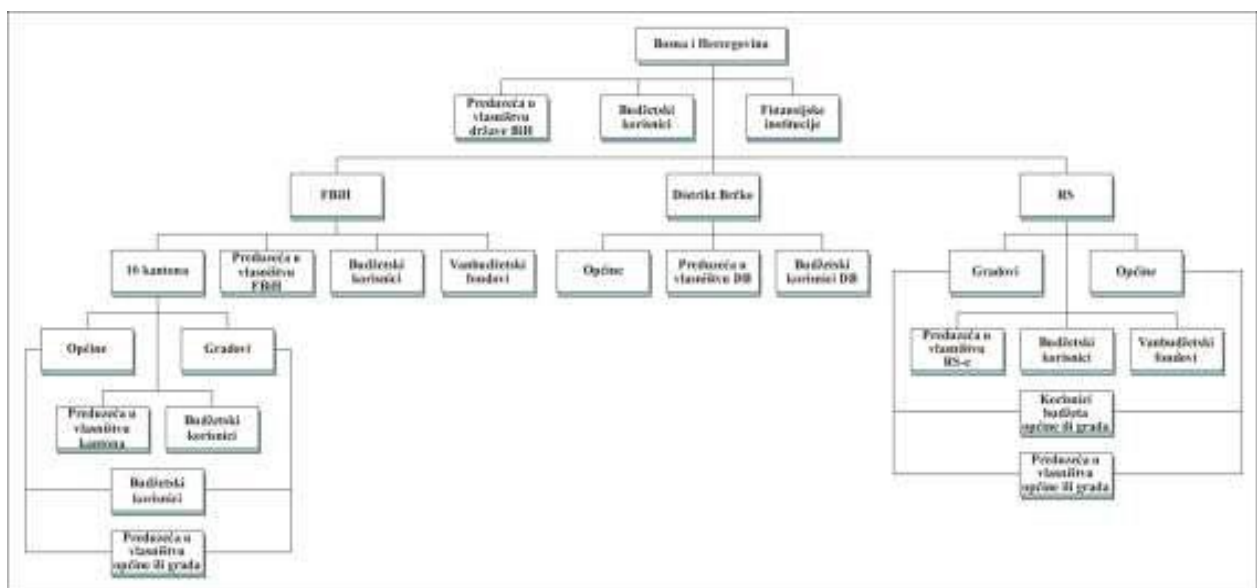 Bosna i Hercegovina
Preduzeća u
vlasništvu
države BiH
Budžetski
korisnici
Finansijske
institucije
FBiH
Distrikt Brčko
RS
10 kantona
Preduzeća u
vlasništvu
FBiH
Budžetski
korisnici
Vanbudžetski
fondovi
Općine
Preduzeća u
vlasništvu DB
Budžetski
korisnici DB
Gradovi
Općine
Općine
Gradovi
Preduzeća u
vlasništvu
RS-e
Budžetski
korisnici
Vanbudžetski
fondovi
Preduzeća u
vlasništvu
kantona
Budžetski
korisnici
Korisnici
budžeta
općine ili grada
Budžetski
korisnici
Preduzeća u
vlasništvu
općine ili grada
Preduzeća u
vlasništvu
općine ili grada